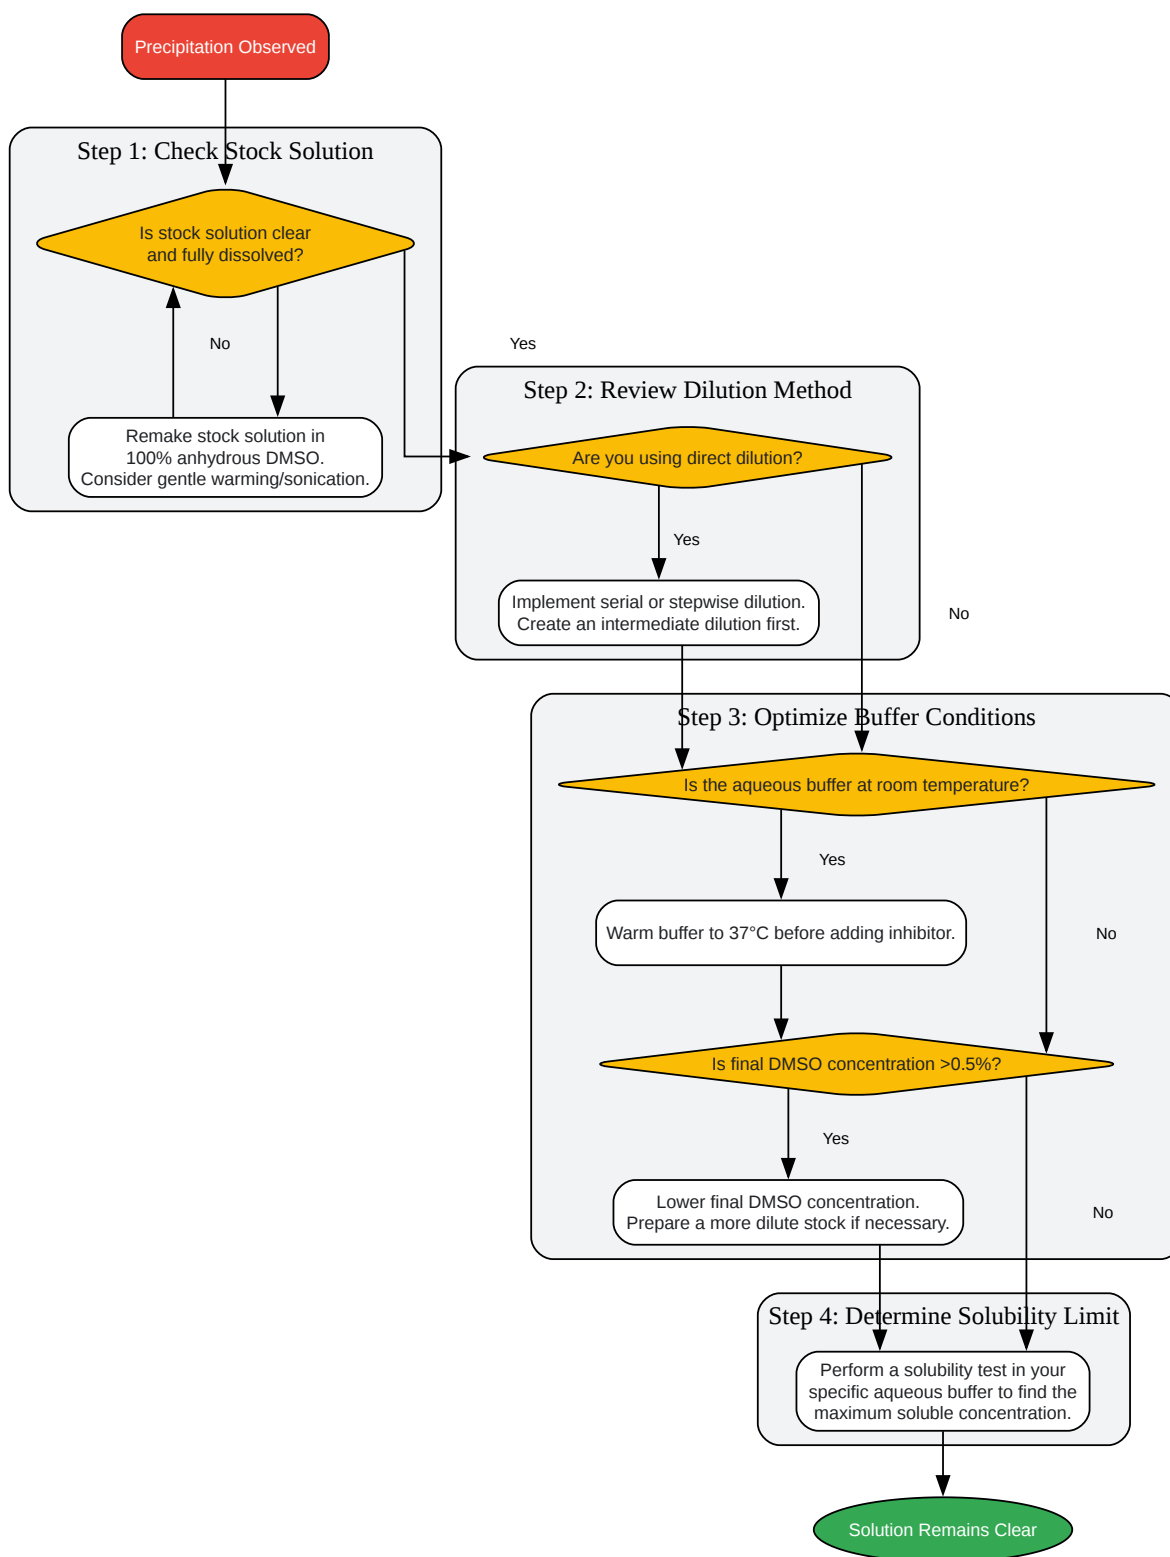 Precipitation Observed
Step 1: Check Stock Solution
Is stock solution clear
and fully dissolved?
No
Yes
Remake stock solution in
100% anhydrous DMSO.
Consider gentle warming/sonication.
Step 2: Review Dilution Method
Are you using direct dilution?
Yes
Implement serial or stepwise dilution.
Create an intermediate dilution first.
No
Step 3: Optimize Buffer Conditions
Is the aqueous buffer at room temperature?
Yes
Warm buffer to 37°C before adding inhibitor.
No
Is final DMSO concentration >0.5%?
Yes
Lower final DMSO concentration.
Prepare a more dilute stock if necessary.
No
Step 4: Determine Solubility Limit
Perform a solubility test in your
specific aqueous buffer to find the
maximum soluble concentration.
Solution Remains Clear